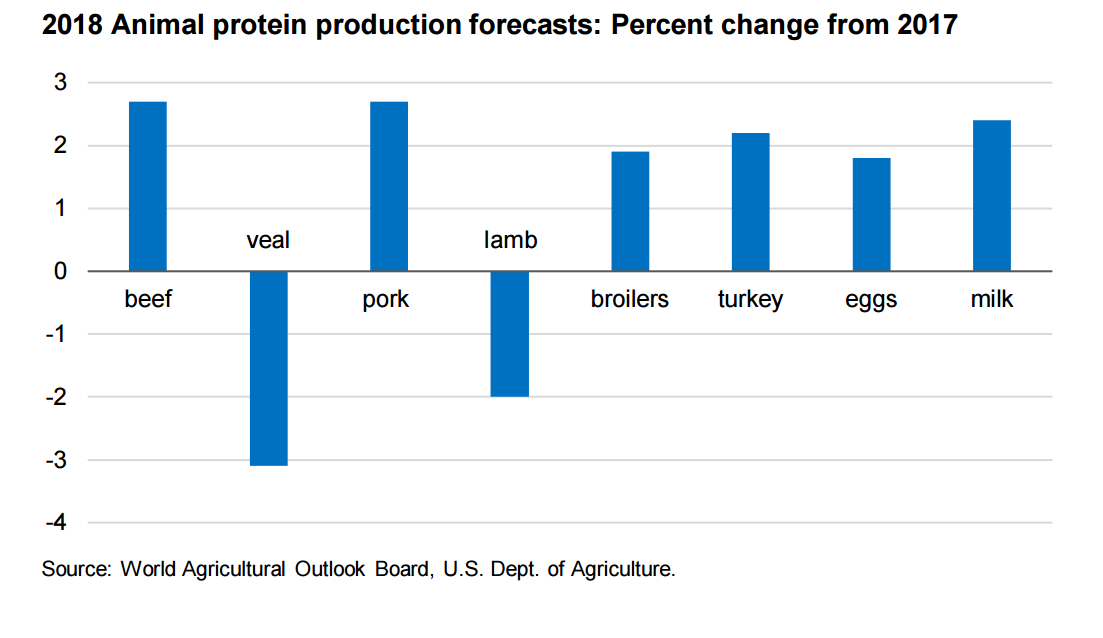 2018 Animal protein production forecasts: Percent change from 2017
3
2
1
veal lamb
0
beef pork broilers turkey eggs milk
-1
-2
-3
-4
Source: World Agricultural Outlook Board, U.S. Dept. of Agriculture.